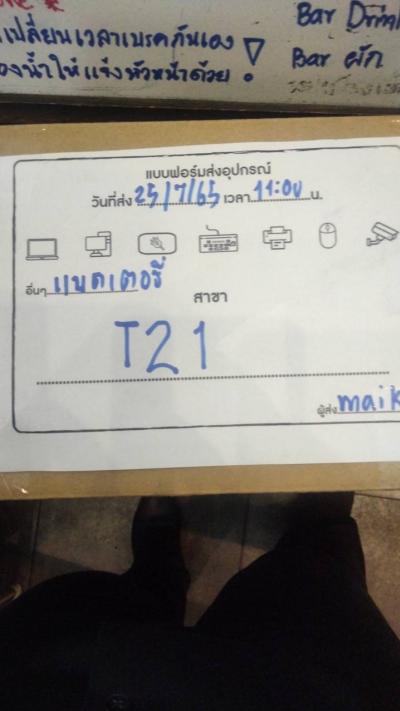 Bar Drin
เปลี่ยนเวลาเบรคกันเอง
Bar ผัก
องน้ำให้แจ้งหัวหน้าด้วย !
แบบฟอร์มส่งอุปกรณ์
วันที่ส่ง 25/7/65 เวลา 11:00 น.
อื่นๆ แบตเตอรี่
สาขา
T21
ผู้ส่ง maik